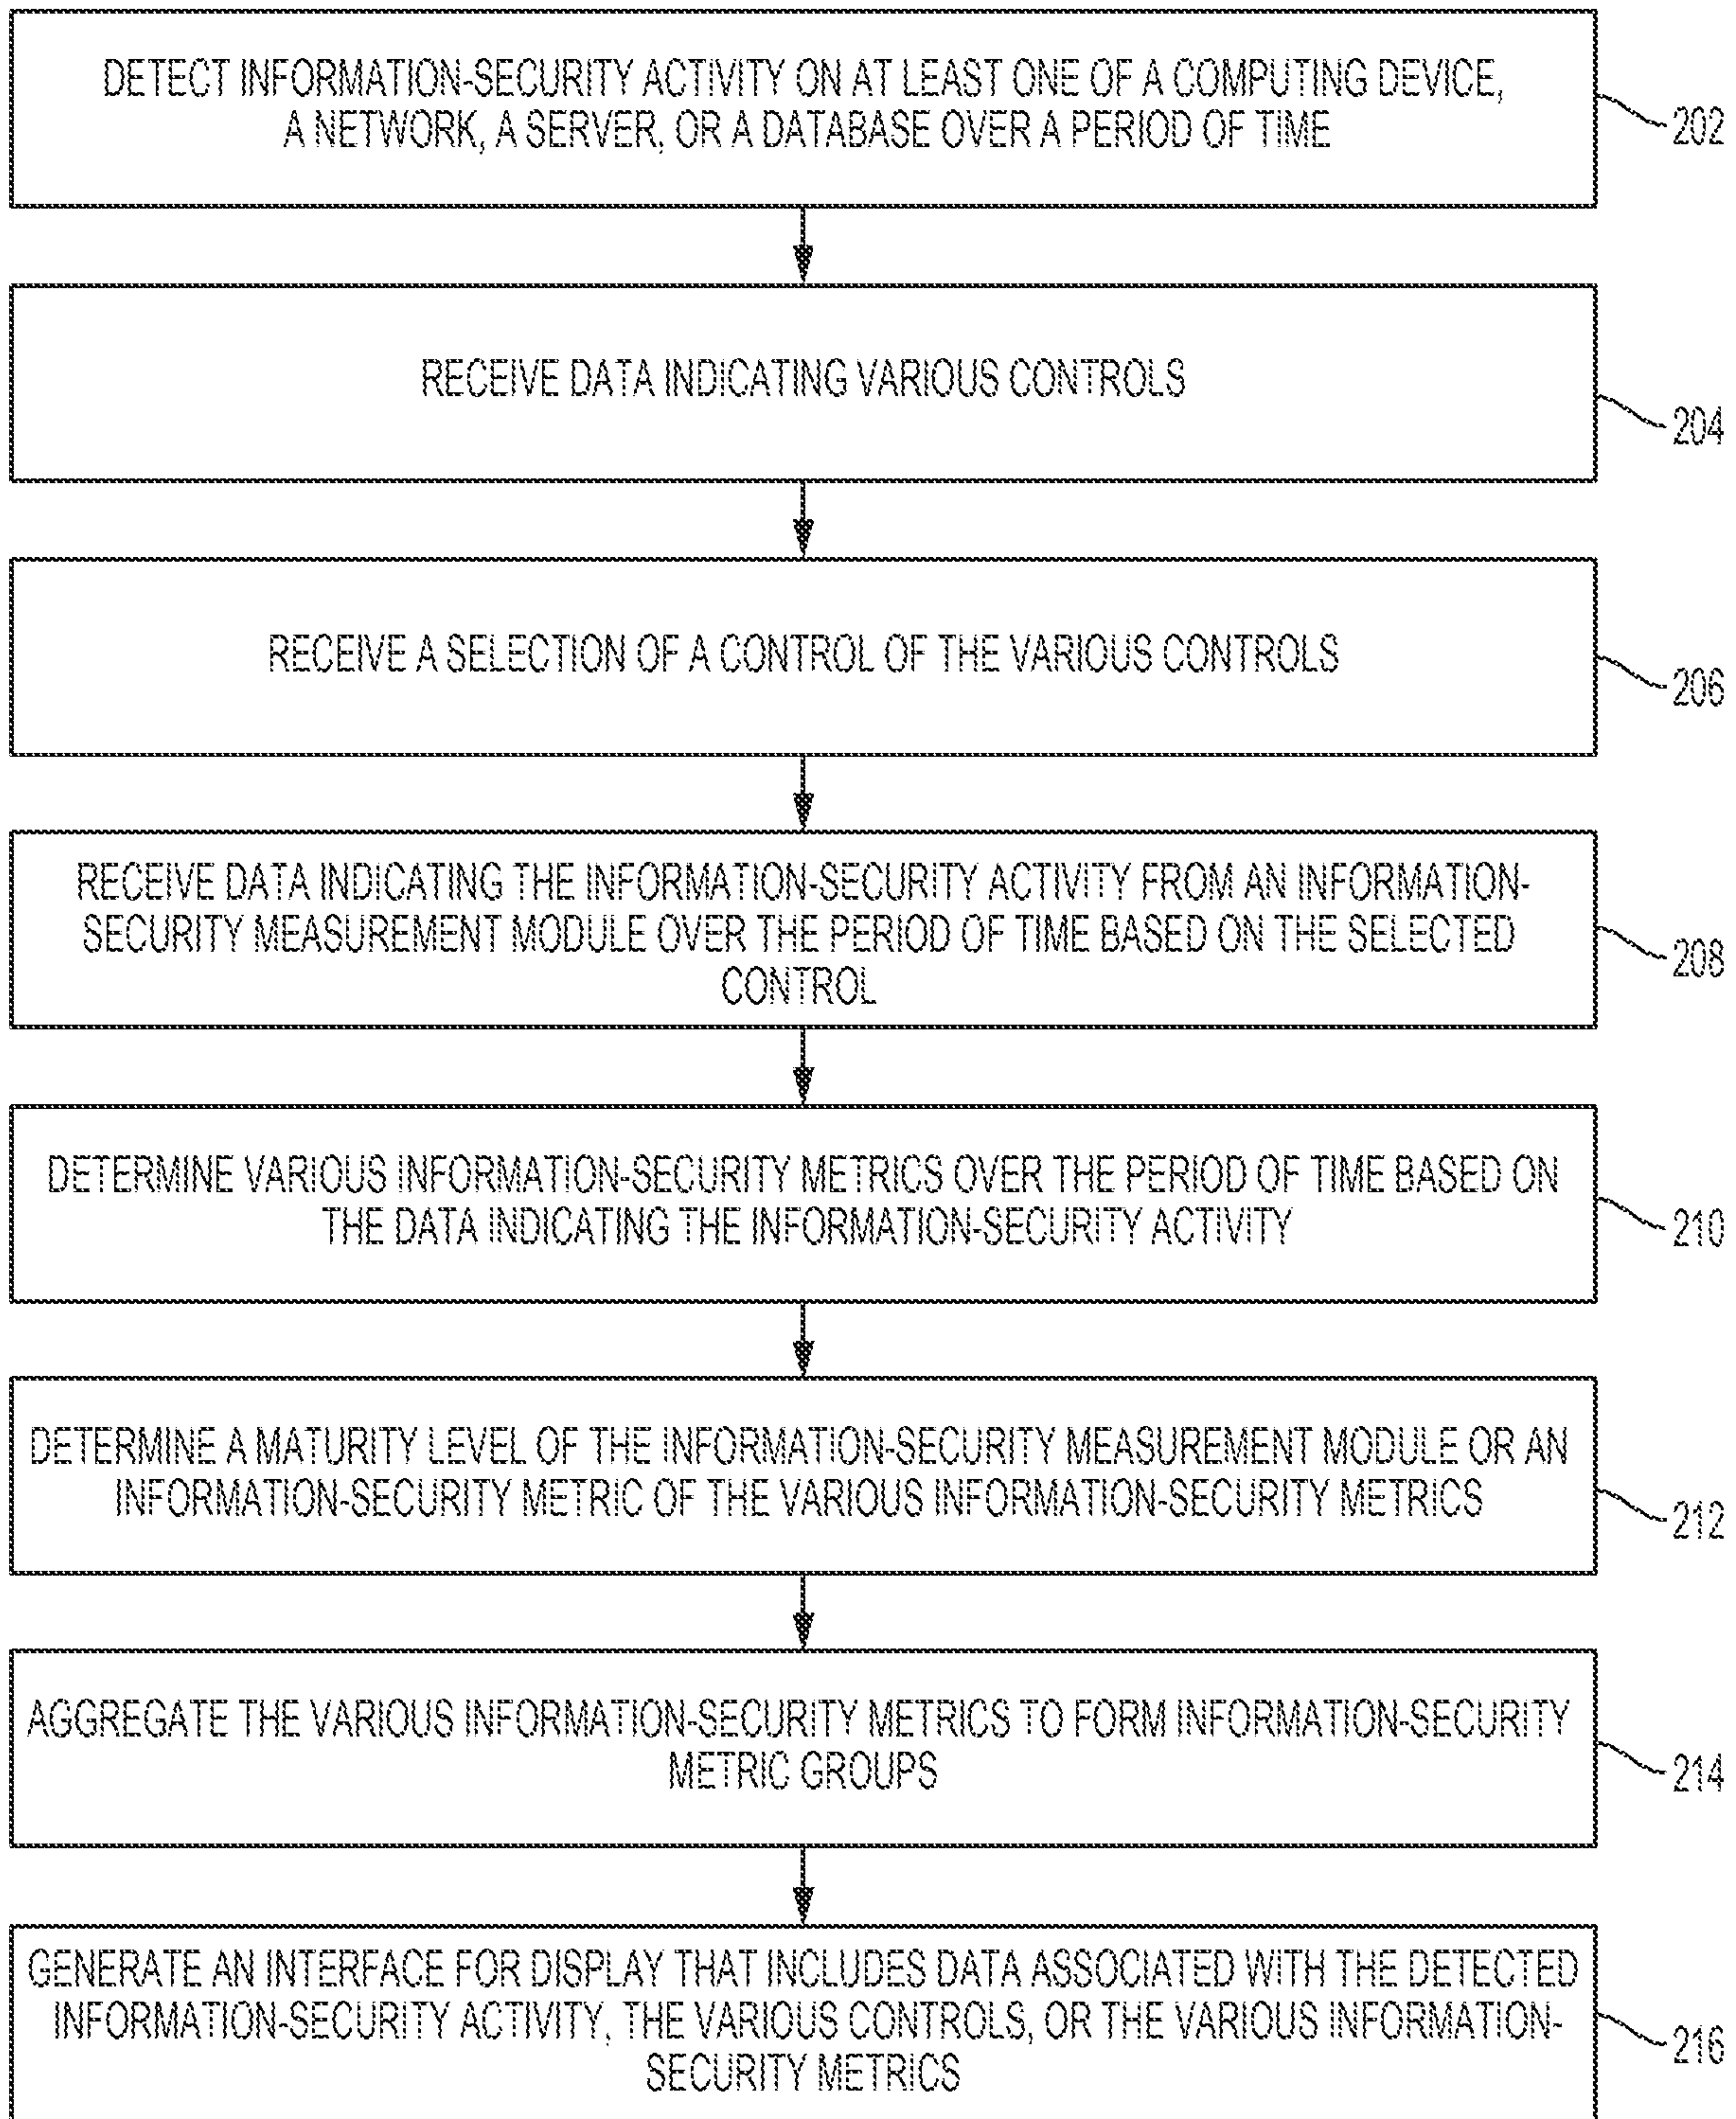 DETECT INFORMATION-SECURITY ACTIVITY ON AT LEAST ONE OF A COMPUTING DEVICE,
A NETWORK, A SERVER, OR A DATABASE OVER A PERIOD OF TIME
202
RECEIVE DATA INDICATING VARIOUS CONTROLS
204
RECEIVE A SELECTION OF A CONTROL OF THE VARIOUS CONTROLS
206
RECEIVE DATA INDICATING THE INFORMATION-SECURITY ACTIVITY FROM AN INFORMATION-
SECURITY MEASUREMENT MODULE OVER THE PERIOD OF TIME BASED ON THE SELECTED
CONTROL
208
DETERMINE VARIOUS INFORMATION-SECURITY METRICS OVER THE PERIOD OF TIME BASED ON
THE DATA INDICATING THE INFORMATION-SECURITY ACTIVITY
210
DETERMINE A MATURITY LEVEL OF THE INFORMATION-SECURITY MEASUREMENT MODULE OR AN
INFORMATION-SECURITY METRIC OF THE VARIOUS INFORMATION-SECURITY METRICS
212
AGGREGATE THE VARIOUS INFORMATION-SECURITY METRICS TO FORM INFORMATION-SECURITY
METRIC GROUPS
214
GENERATE AN INTERFACE FOR DISPLAY THAT INCLUDES DATA ASSOCIATED WITH THE DETECTED
INFORMATION-SECURITY ACTIVITY, THE VARIOUS CONTROLS, OR THE VARIOUS INFORMATION-
SECURITY METRICS
216